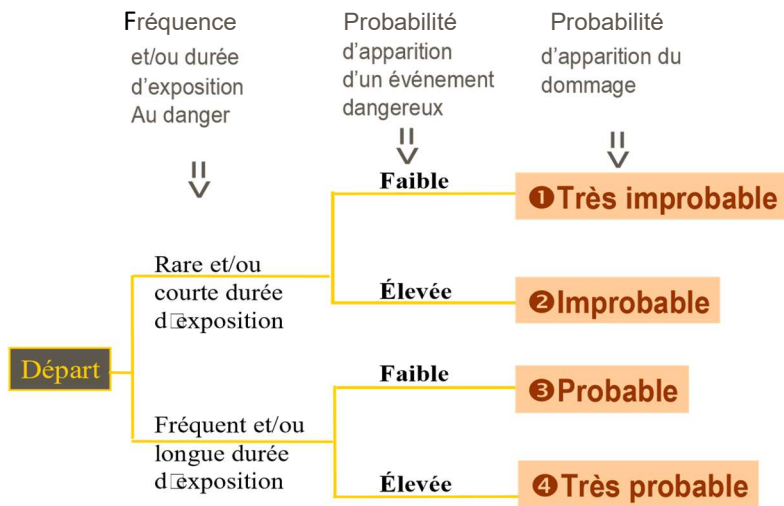 Fréquence
et/ou durée
d'exposition
Au danger
Probabilité
d'apparition
d'un événement
dangereux
Probabilité
d'apparition du
dommage
Départ
Rare et/ou
courte durée
d□exposition
Faible
❶Très improbable
Élevée
❷Improbable
Fréquent et/ou
longue durée
d□exposition
Faible
❸Probable
Élevée
❹Très probable